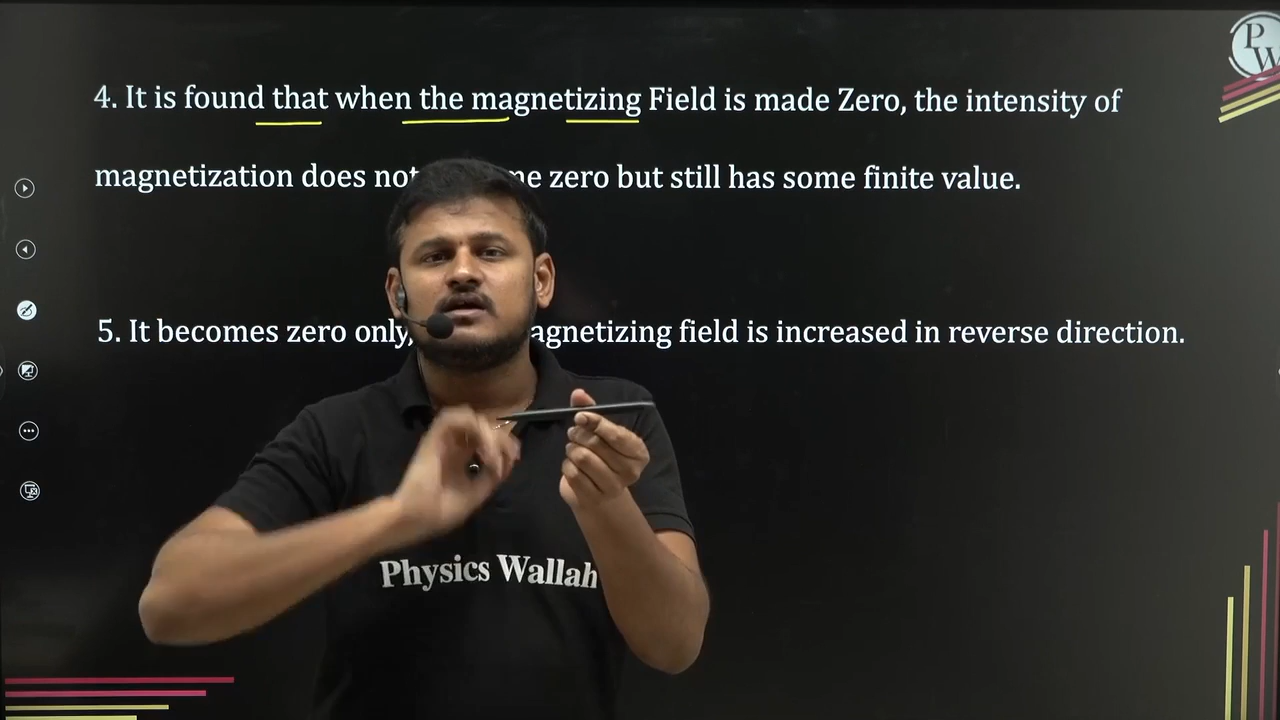 P
W
4. It is found that when the magnetizing Field is made Zero, the intensity of
magnetization does not zero but still has some finite value.
5. It becomes zero only, magnetizing field is increased in reverse direction.
Physics Wallah